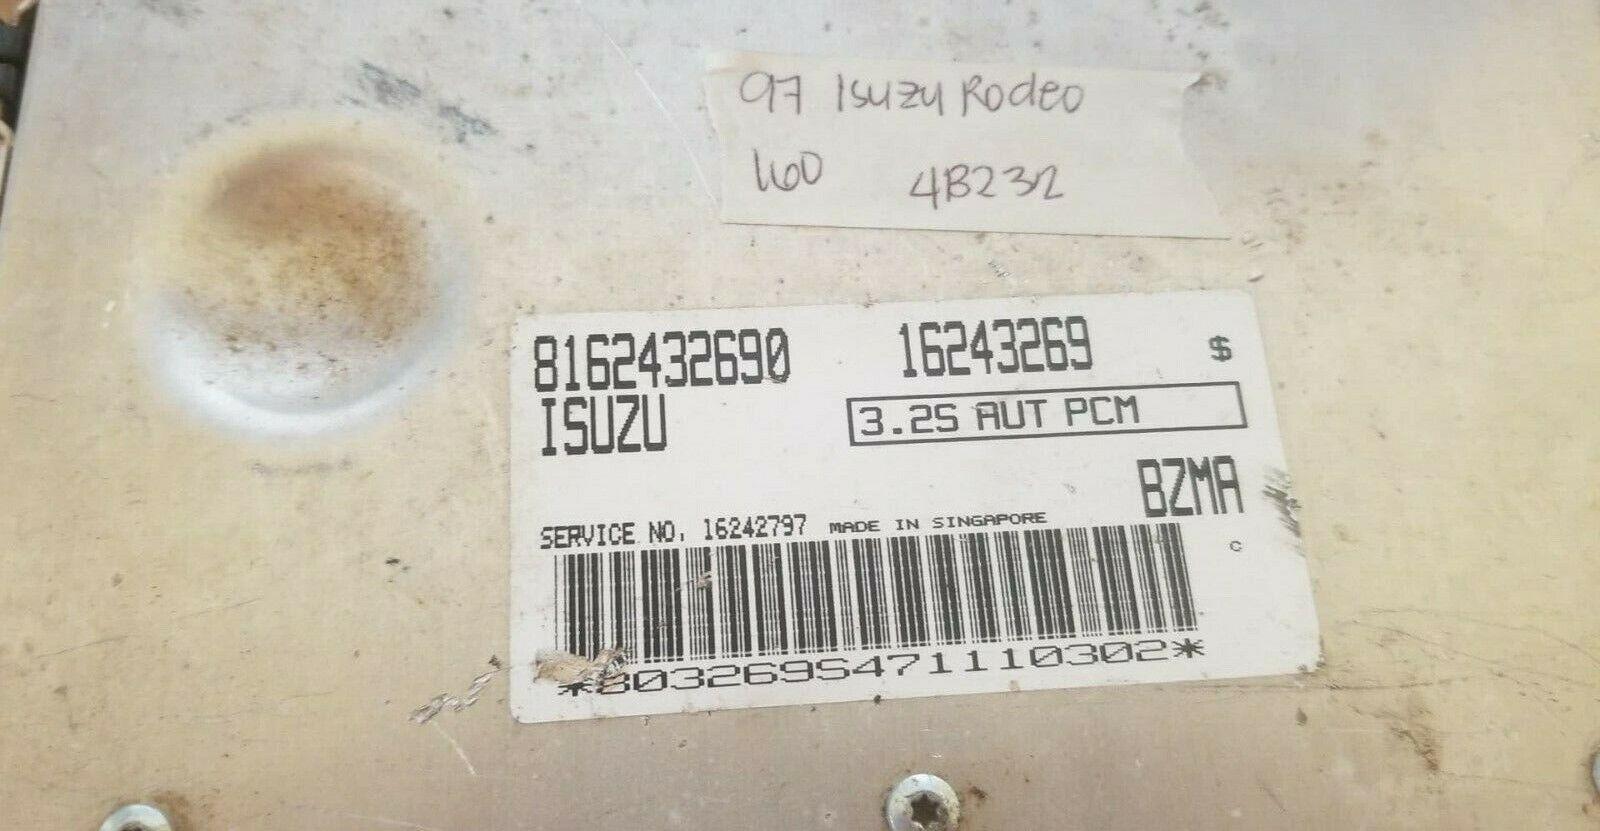 97 Isuzu Rodeo
160 4B232
8162432690 16243269 $
ISUZU 3.2S AUT PCM
BZMA
SERVICE NO. 16242797 MADE IN SINGAPORE
C
*803269S471110302*